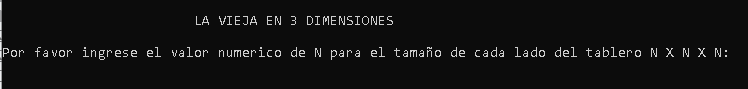 LA VIEJA EN 3 DIMENSIONES
Por favor ingrese el valor numerico de N para el tamaño de cada lado del tablero N X N X N: